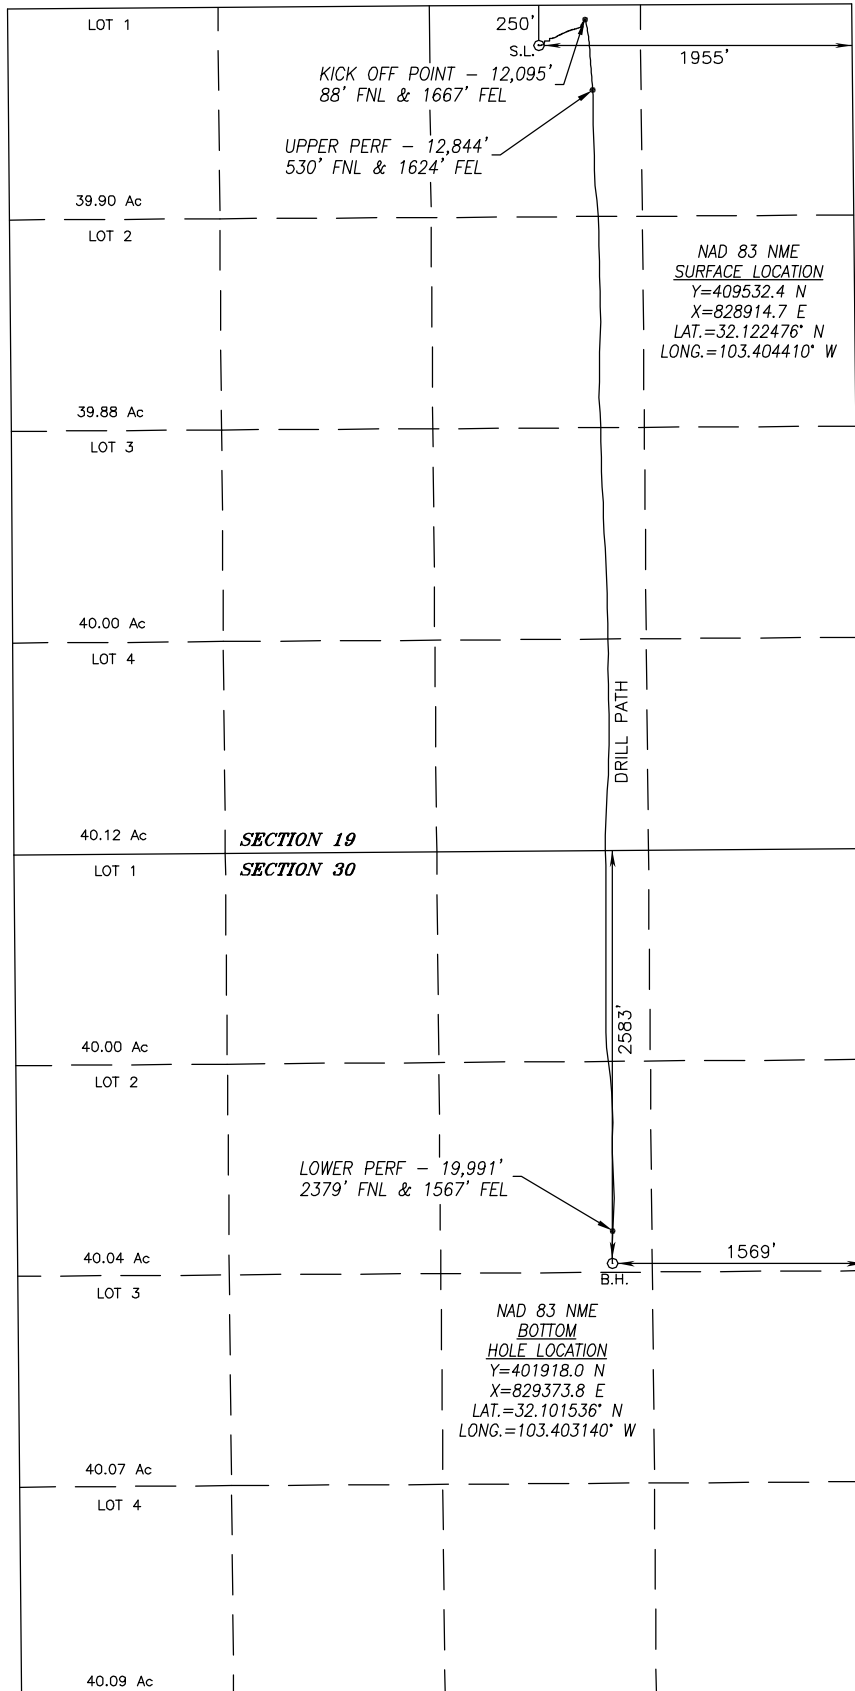 LOT 1
250'
S.L.
1955'
KICK OFF POINT - 12,095'
88' FNL & 1667' FEL
UPPER PERF - 12,844'
530' FNL & 1624' FEL
39.90 Ac
LOT 2
NAD 83 NME
SURFACE LOCATION
Y=409532.4 N
X=828914.7 E
LAT.=32.122476° N
LONG.=103.404410° W
39.88 Ac
LOT 3
40.00 Ac
LOT 4
DRILL PATH
40.12 Ac
SECTION 19
LOT 1
SECTION 30
2583'
40.00 Ac
LOT 2
LOWER PERF - 19,991'
2379' FNL & 1567' FEL
40.04 Ac
1569'
B.H.
LOT 3
NAD 83 NME
BOTTOM
HOLE LOCATION
Y=401918.0 N
X=829373.8 E
LAT.=32.101536° N
LONG.=103.403140° W
40.07 Ac
LOT 4
40.09 Ac